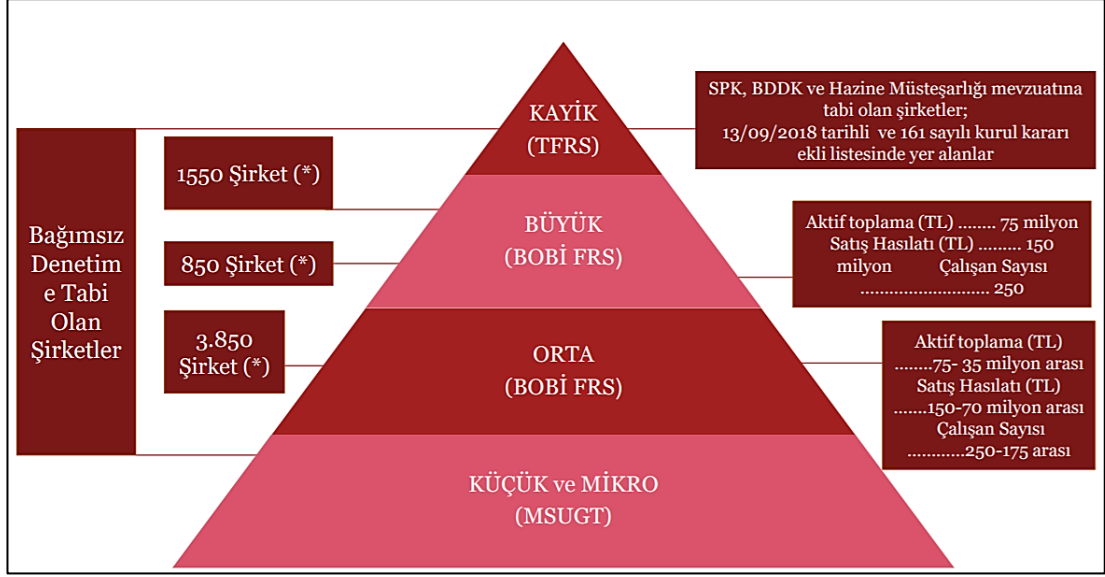 Bağımsız
Denetim
e Tabi
Olan
Şirketler
1550 Şirket (*)
850 Şirket (*)
3.850
Şirket (*)
KAYİK
(TFRS)
BÜYÜK
(BOBİ FRS)
ORTA
(BOBİ FRS)
KÜÇÜK ve MİKRO
(MSUGT)
SPK, BDDK ve Hazine Müsteşarlığı mevzuatına
tabi olan şirketler;
13/09/2018 tarihli ve 161 sayılı kurul kararı
ekli listesinde yer alanlar
Aktif toplama (TL) ........ 75 milyon
Satış Hasılatı (TL) ......... 150
milyon Çalışan Sayısı
........................... 250
Aktif toplama (TL)
........75- 35 milyon arası
Satış Hasılatı (TL)
.......150-70 milyon arası
Çalışan Sayısı
............250-175 arası